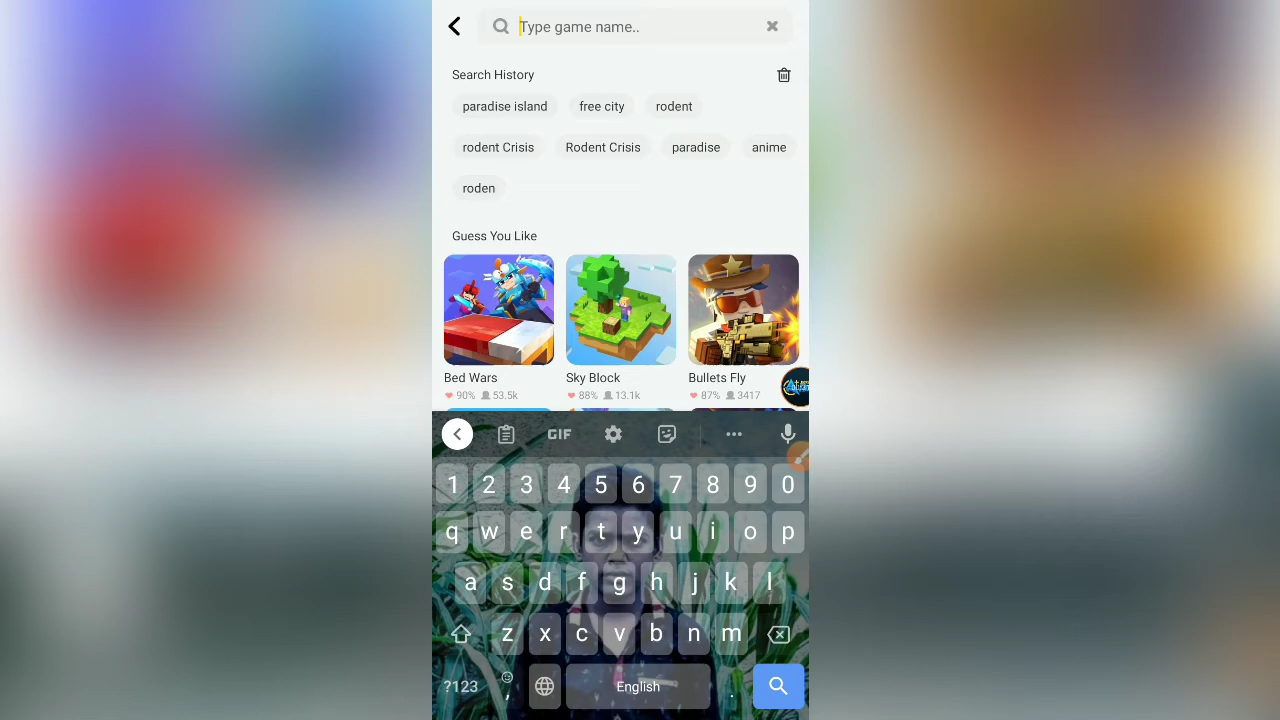 Type game name..
Search History
paradise island free city rodent
rodent Crisis Rodent Crisis paradise anime
roden
Guess You Like
Bed Wars Sky Block Bullets Fly
90% 53.5k 88% 13.1k 87% 3417
GIF
1 2 3 4 5 6 7 8 9 0
q w e r t y u i o p
a s d f g h j k l
z x c v b n m
?123 , English .